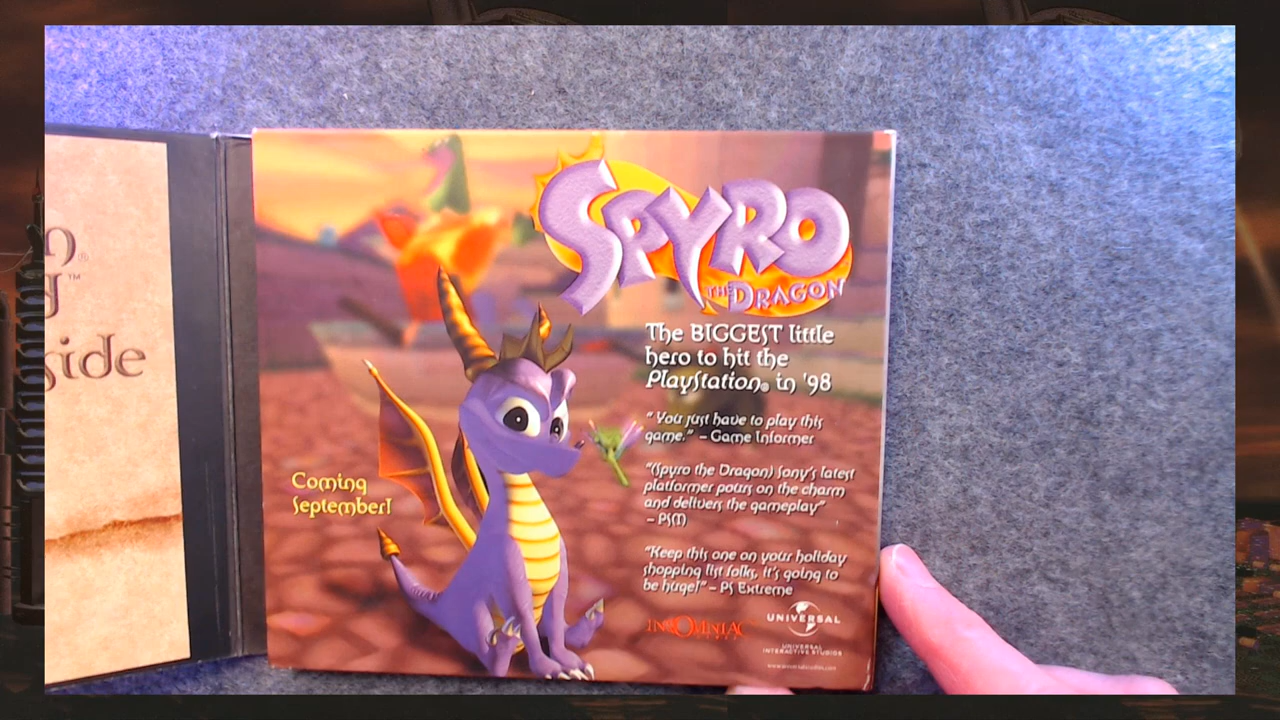 side
SPYRO
THE DRAGON
The BIGGEST little
hero to hit the
PlayStation® in '98
"You just have to play this
game." – Game Informer
"(Spyro the Dragon) Sony's latest
platformer pours on the charm
and delivers the gameplay"
– PSM
"Keep this one on your holiday
shopping list folks, it's going to
be huge!" – PS Extreme
Coming
September!
INSOMNIAC
UNIVERSAL
UNIVERSAL
INTERACTIVE STUDIOS
www.universalstudios.com